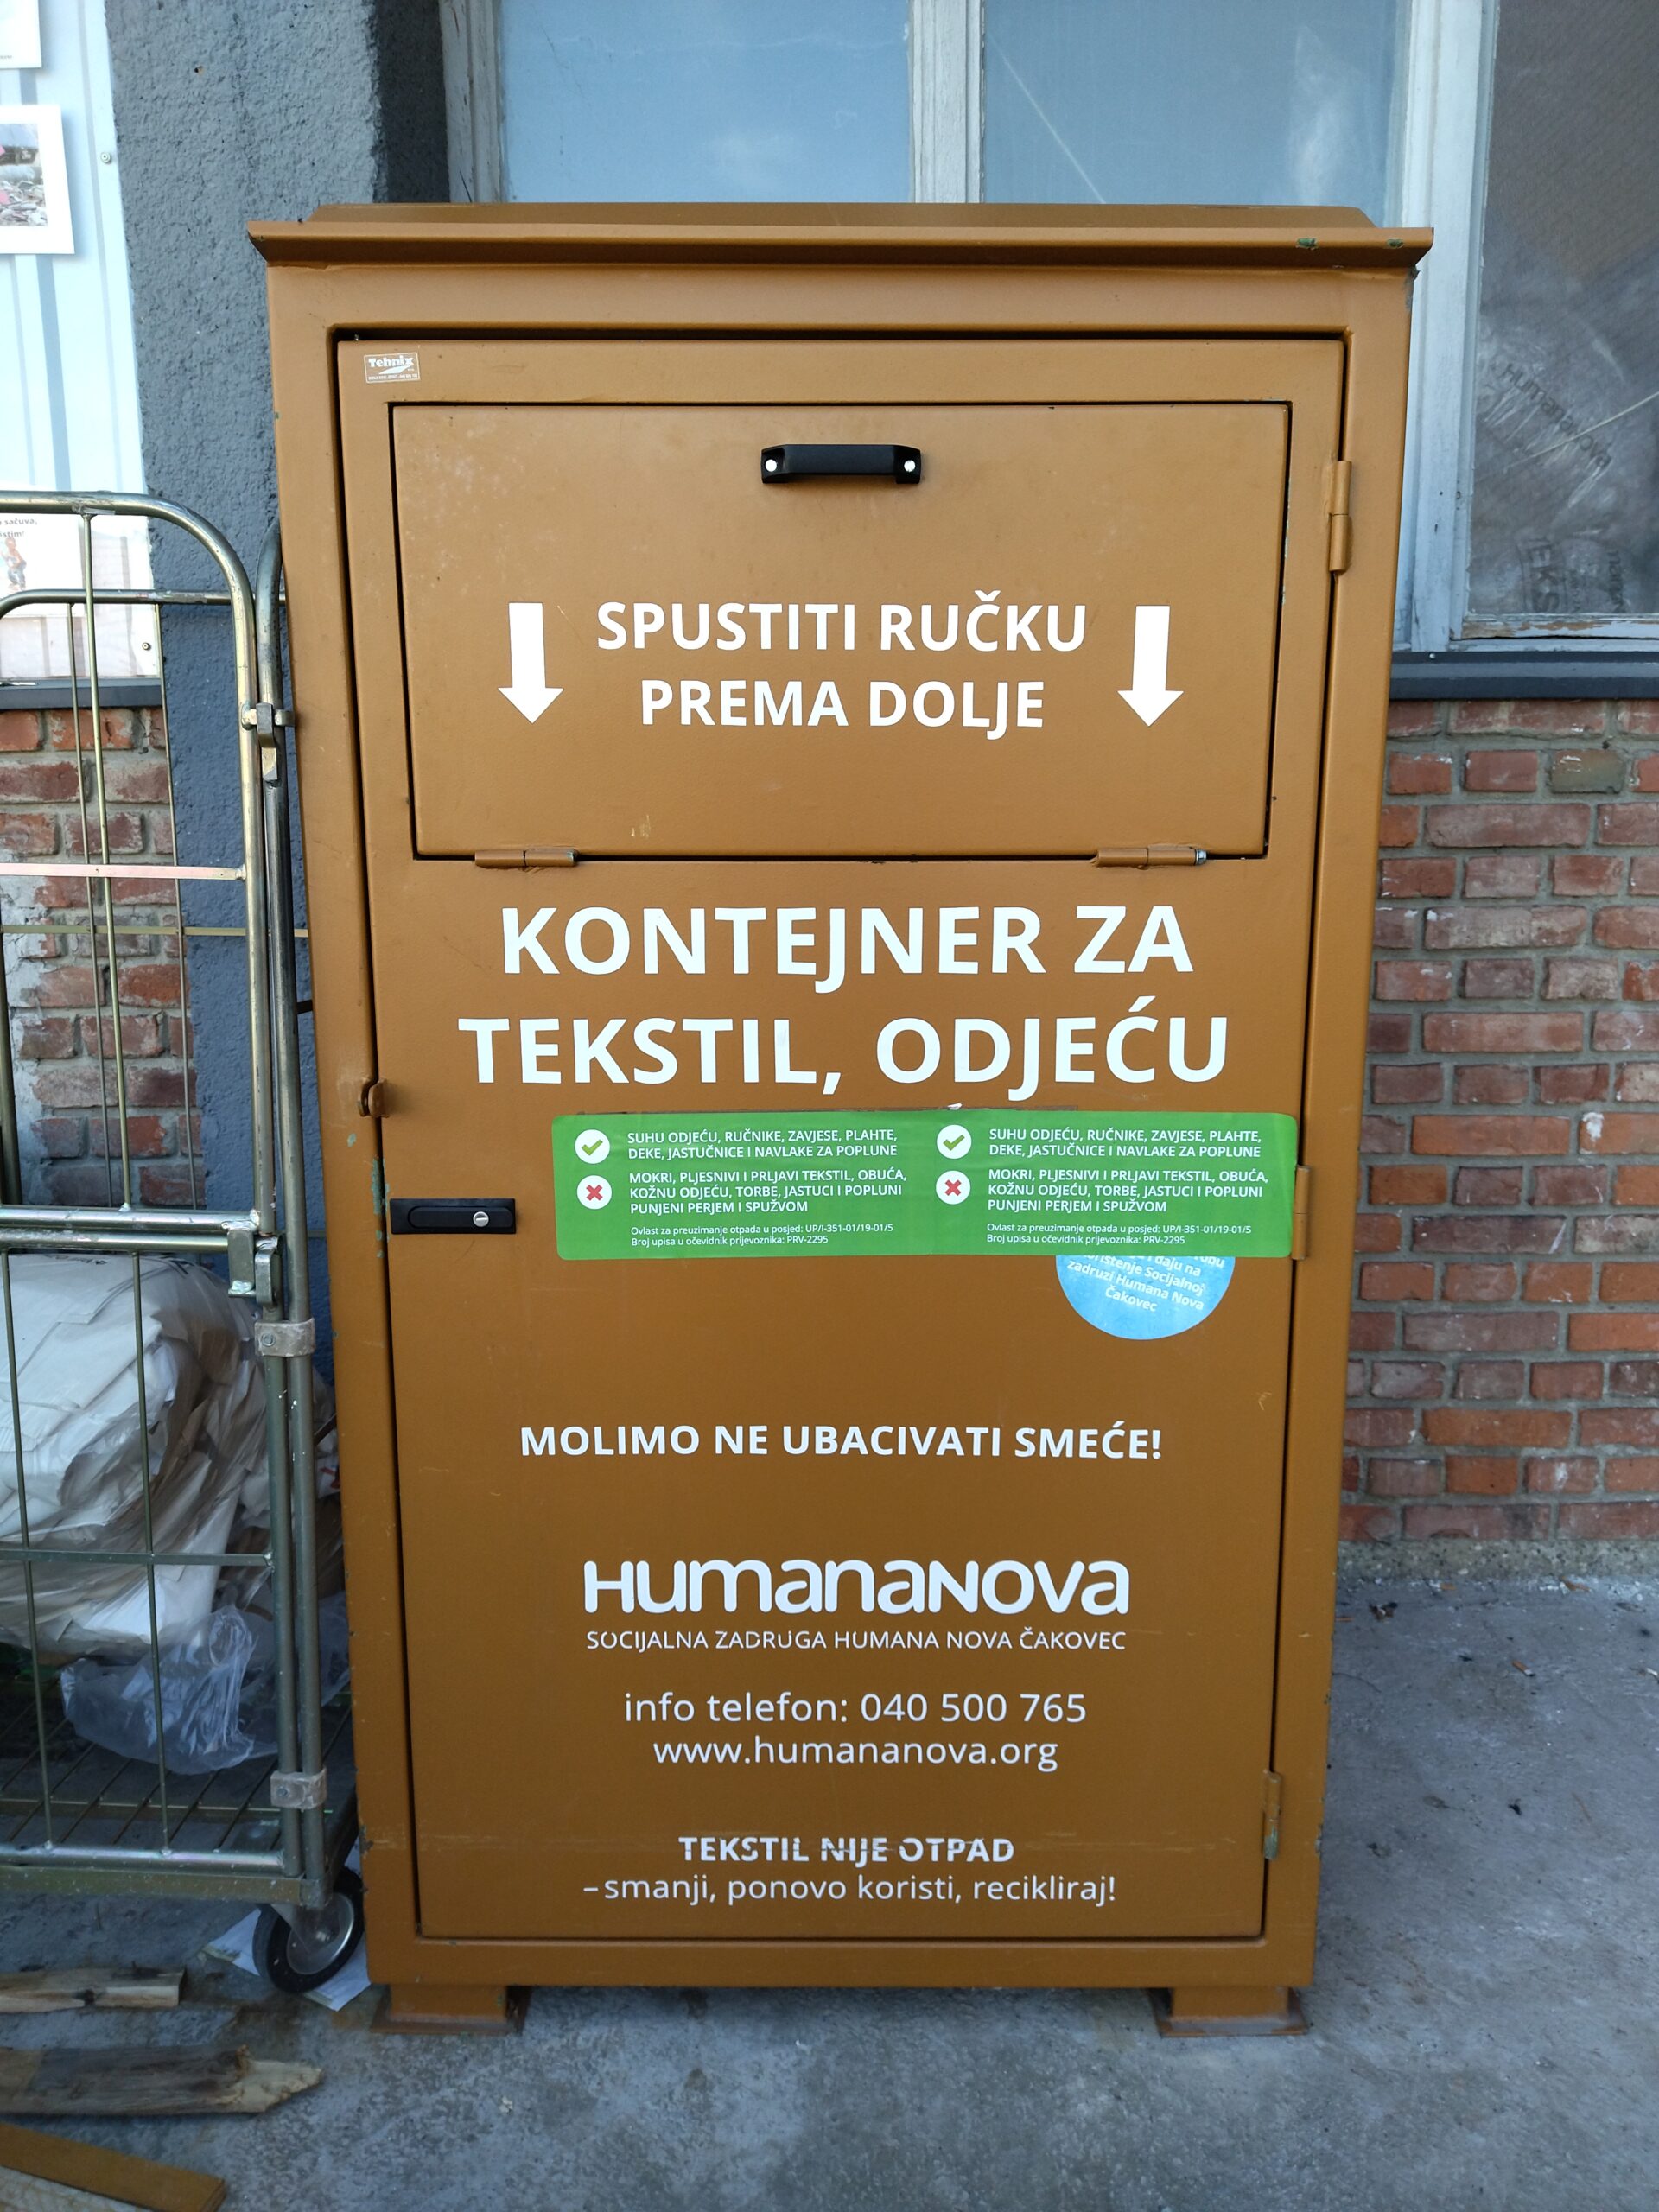 Tehnix
SPUSTITI RUČKU
PREMA DOLJE
KONTEJNER ZA
TEKSTIL, ODJEĆU
SUHU ODJEĆU, RUČNIKE, ZAVJESE, PLAHTE,
DEKE, JASTUČNICE I NAVLAKE ZA POPLUNE
MOKRI, PLJESNIVI I PRLJAVI TEKSTIL, OBUĆA,
KOŽNU ODJEĆU, TORBE, JASTUCI I POPLUNI
PUNJENI PERJEM I SPUŽVOM
Ovlast za preuzimanje otpada u posjed: UP/I-351-01/19-01/5
Broj upisa u očevidnik prijevoznika: PRV-2295
SUHU ODJEĆU, RUČNIKE, ZAVJESE, PLAHTE,
DEKE, JASTUČNICE I NAVLAKE ZA POPLUNE
MOKRI, PLJESNIVI I PRLJAVI TEKSTIL, OBUĆA,
KOŽNU ODJEĆU, TORBE, JASTUCI I POPLUNI
PUNJENI PERJEM I SPUŽVOM
Ovlast za preuzimanje otpada u posjed: UP/I-351-01/19-01/5
Broj upisa u očevidnik prijevoznika: PRV-2295
daju na
Socijalnoj
zadruzi Humana Nova
Čakovec
MOLIMO NE UBACIVATI SMEĆE!
HumanaNova
SOCIJALNA ZADRUGA HUMANA NOVA ČAKOVEC
info telefon: 040 500 765
www.humananova.org
TEKSTIL NIJE OTPAD
– smanji, ponovo koristi, recikliraj!
sačuva,